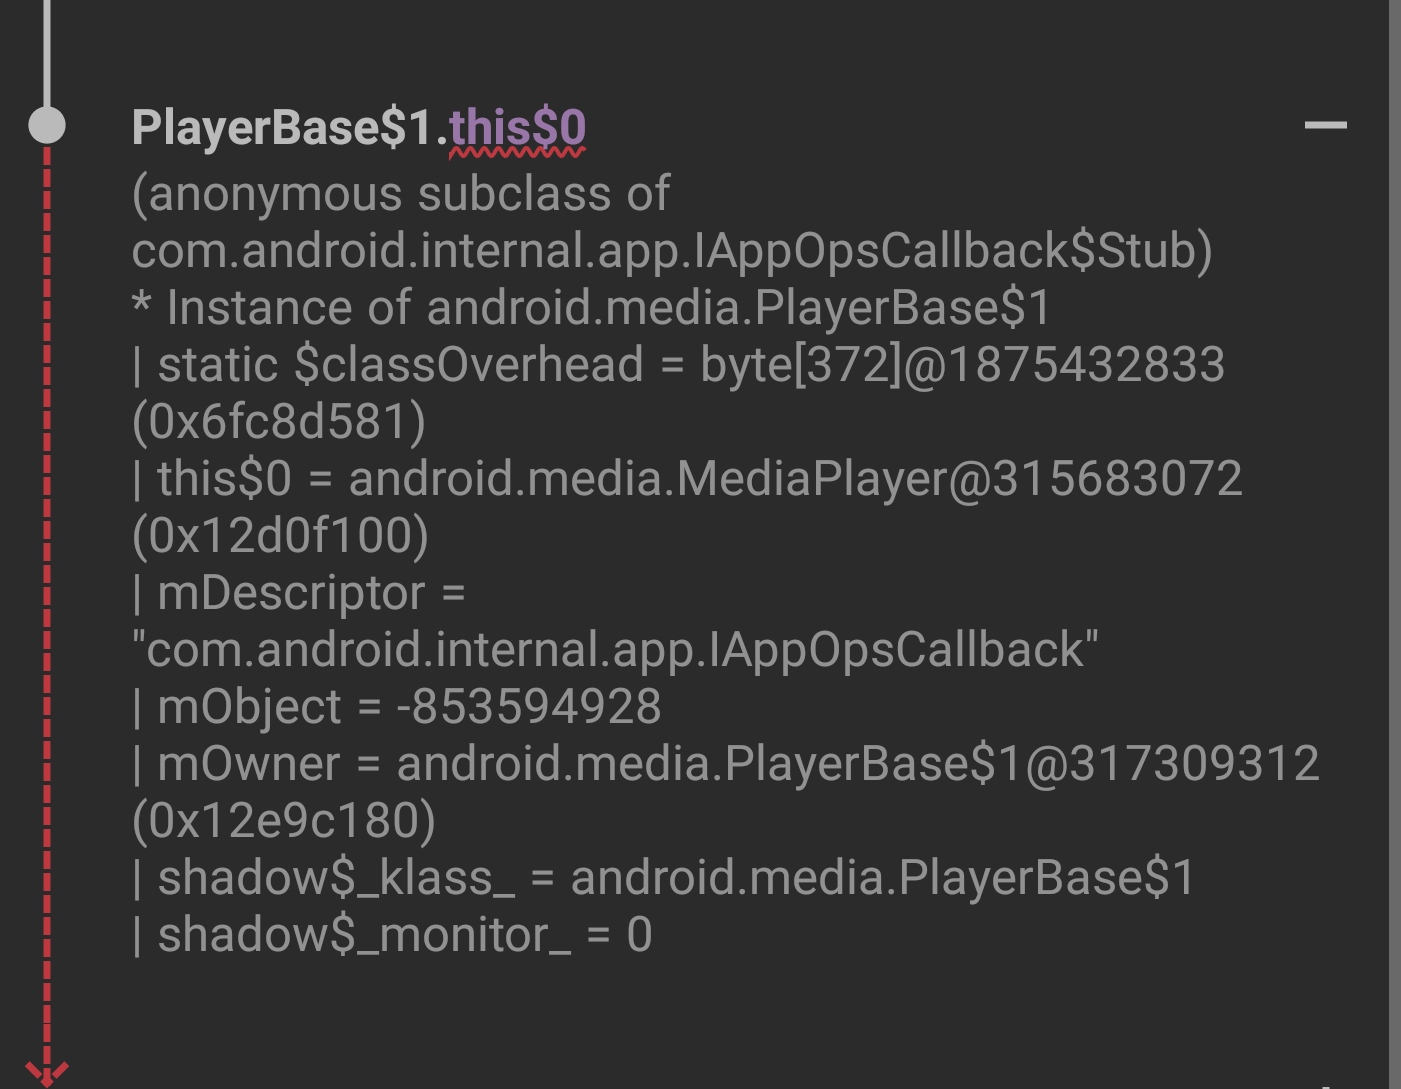 PlayerBase$1.this$0
(anonymous subclass of
com.android.internal.app.IAppOpsCallback$Stub)
* Instance of android.media.PlayerBase$1
| static $classOverhead = byte[372]@1875432833
(0x6fc8d581)
| this$0 = android.media.MediaPlayer@315683072
(0x12d0f100)
| mDescriptor =
"com.android.internal.app.IAppOpsCallback"
| mObject = -853594928
| mOwner = android.media.PlayerBase$1@317309312
(0x12e9c180)
| shadow$_klass_ = android.media.PlayerBase$1
| shadow$_monitor_ = 0